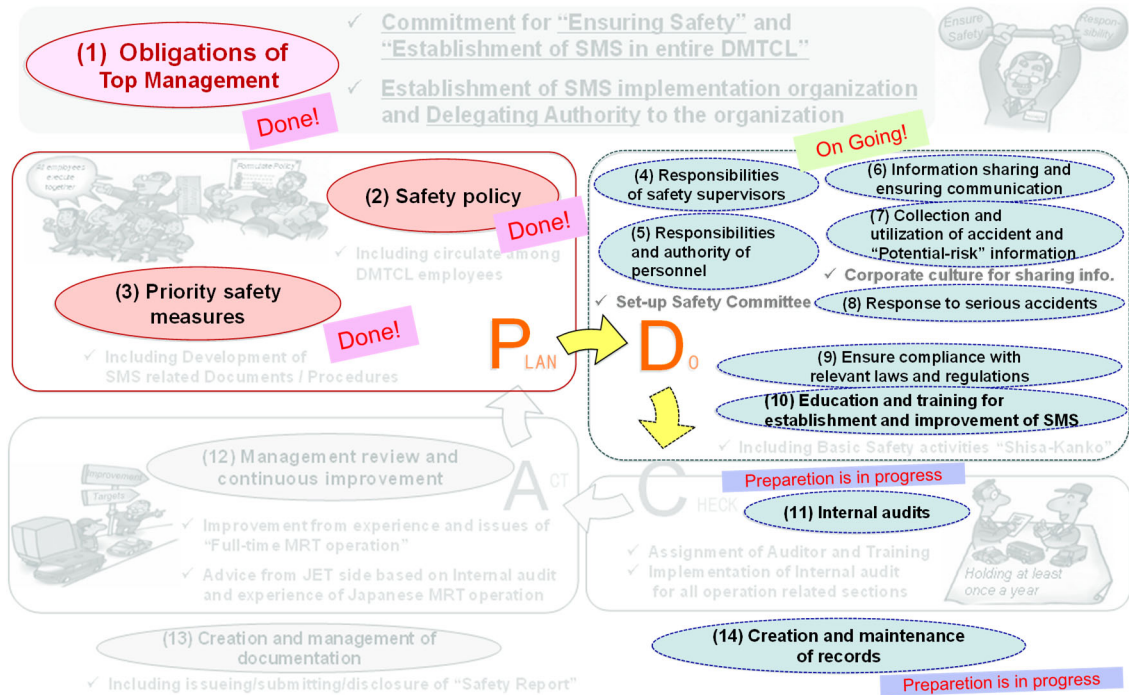 ✓ Commitment for "Ensuring Safety" and
"Establishment of SMS in entire DMTCL"
✓ Establishment of SMS implementation organization
and Delegating Authority to the organization
(1) Obligations of
Top Management
Done!
Ensure
Safety
Respon-
sibility
All employees
execute
together
Formulate Policy
(2) Safety policy
Done!
✓ Including circulate among
DMTCL employees
(3) Priority safety
measures
Done!
✓ Including Development of
SMS related Documents / Procedures
PLAN
On Going!
(4) Responsibilities
of safety supervisors
(5) Responsibilities
and authority of
personnel
✓ Set-up Safety Committee
(6) Information sharing and
ensuring communication
(7) Collection and
utilization of accident and
"Potential-risk" information
✓ Corporate culture for sharing info.
(8) Response to serious accidents
DO
(9) Ensure compliance with
relevant laws and regulations
(10) Education and training for
establishment and improvement of SMS
✓ Including Basic Safety activities "Shisa-Kanko"
(12) Management review and
continuous improvement
ACT
Improvement
Targets
✓ Improvement from experience and issues of
"Full-time MRT operation"
✓ Advice from JET side based on Internal audit
and experience of Japanese MRT operation
CHECK
Preparetion is in progress
(11) Internal audits
✓ Assignment of Auditor and Training
✓ Implementation of Internal audit
for all operation related sections
Holding at least
once a year
(13) Creation and management of
documentation
✓ Including issueing/submitting/disclosure of "Safety Report"
(14) Creation and maintenance
of records
Preparetion is in progress